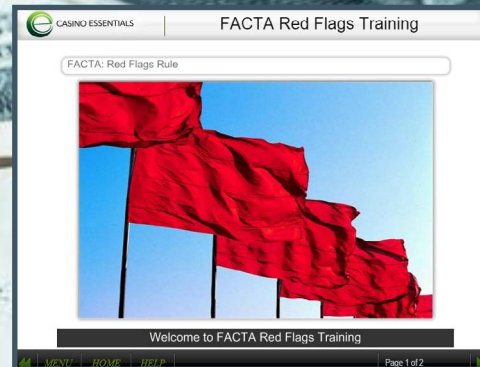 CASINO ESSENTIALS
FACTA Red Flags Training
FACTA: Red Flags Rule
Welcome to FACTA Red Flags Training
MENU HOME HELP
Page 1 of 2